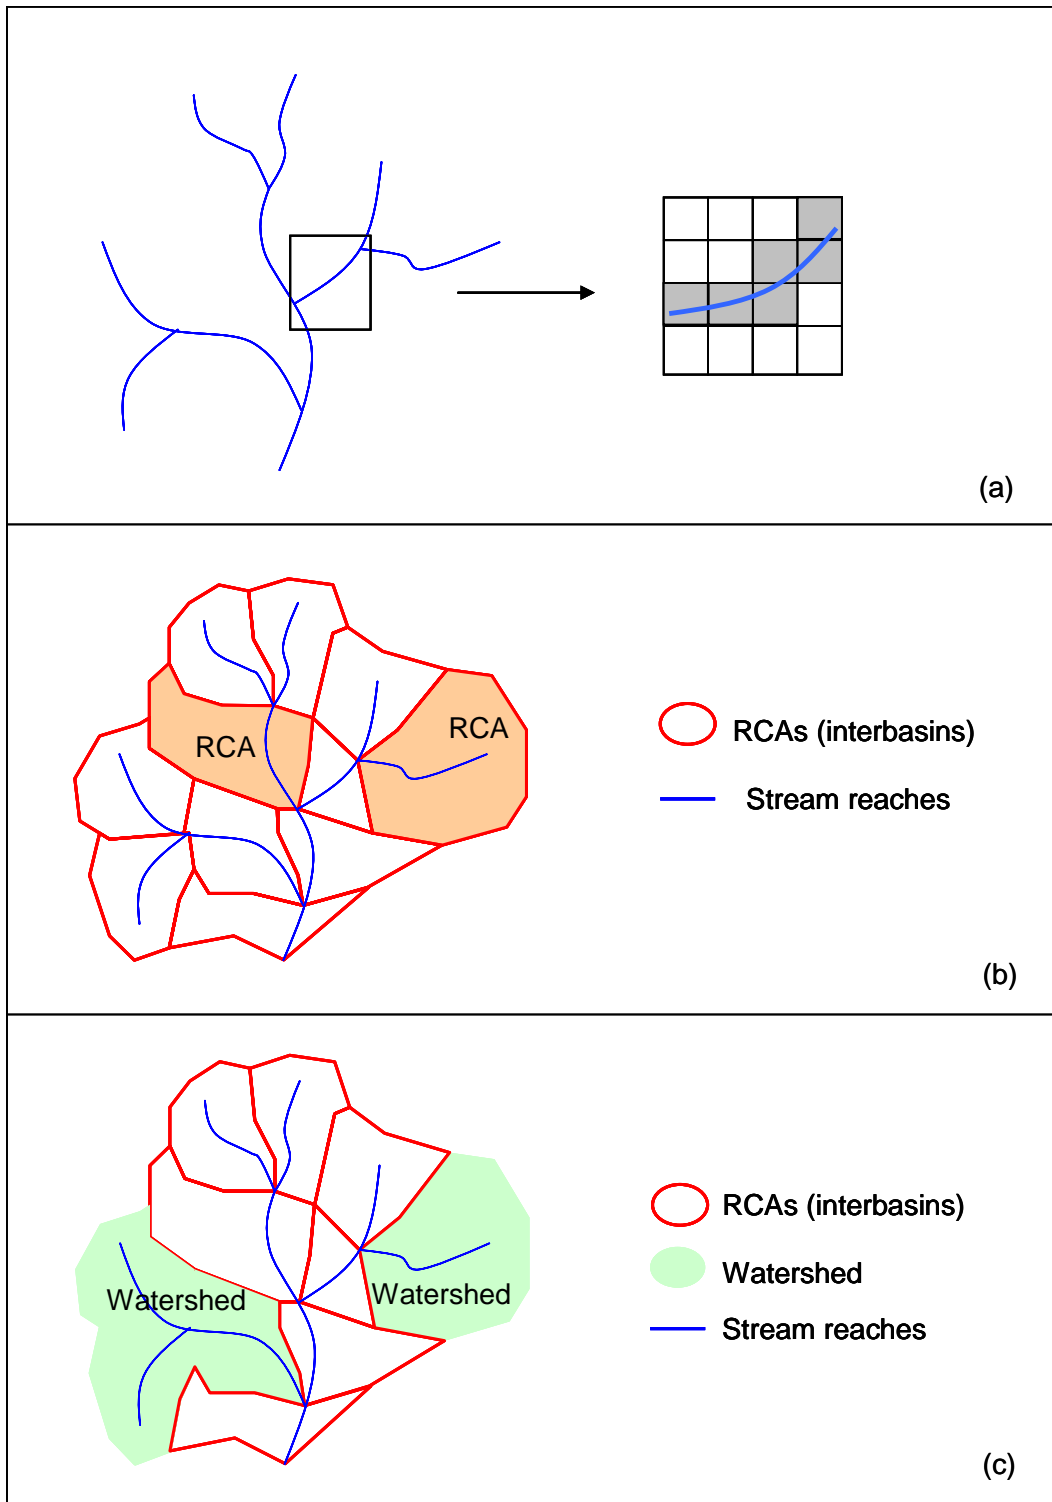 (a)
RCA
RCA
RCAs (interbasins)
Stream reaches
(b)
RCAs (interbasins)
Watershed
Watershed
Watershed
Stream reaches
(c)